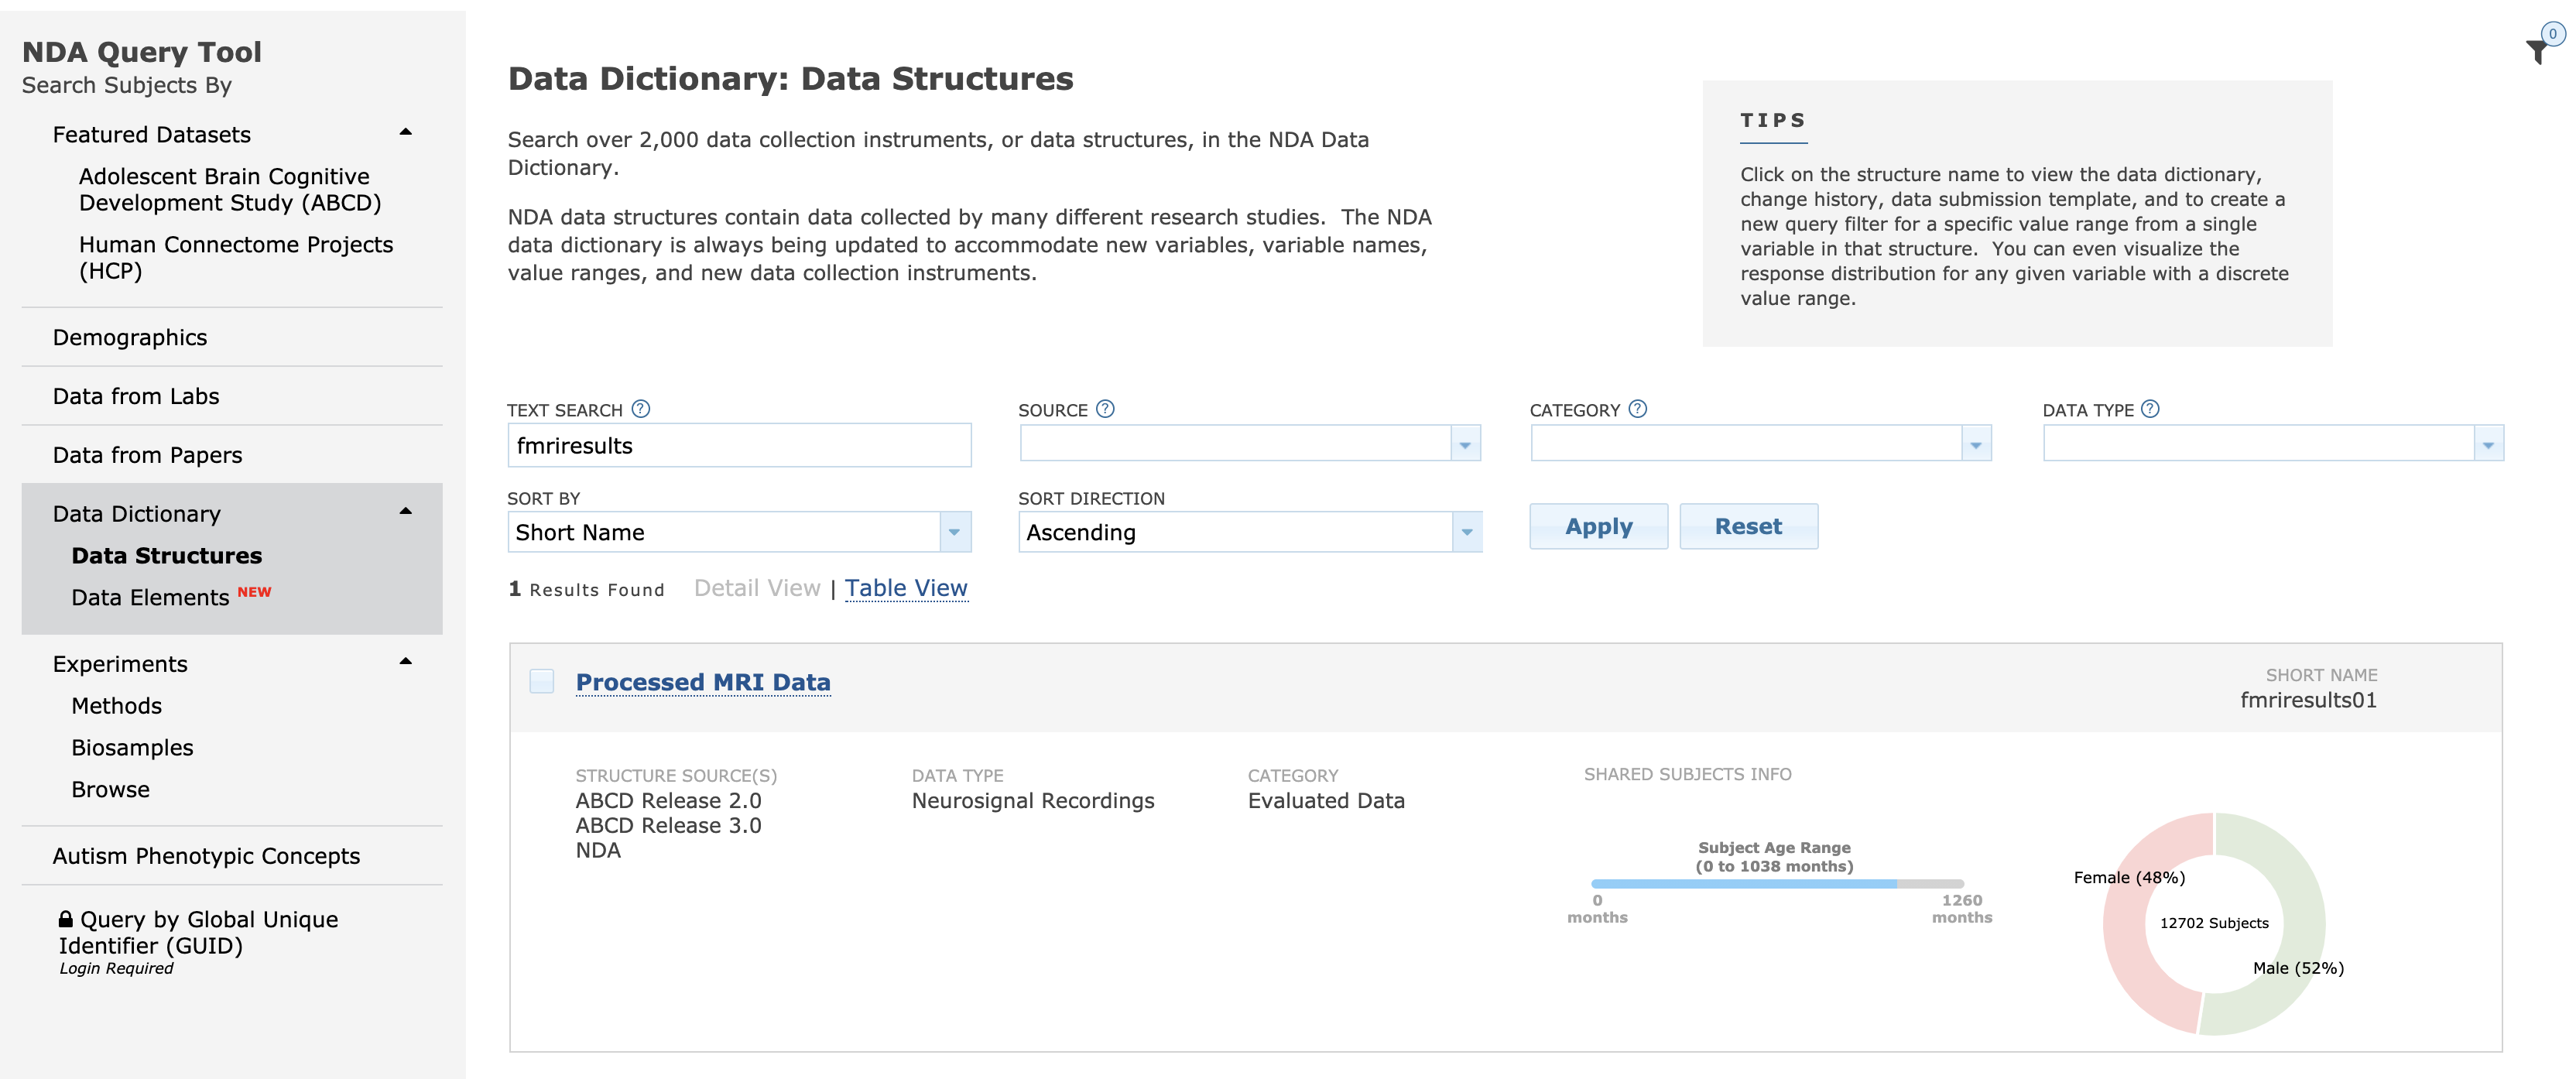 NDA Query Tool
Search Subjects By
Featured Datasets
Adolescent Brain Cognitive
Development Study (ABCD)
Human Connectome Projects
(HCP)
Demographics
Data from Labs
Data from Papers
Data Dictionary
Data Structures
Data Elements NEW
Experiments
Methods
Biosamples
Browse
Autism Phenotypic Concepts
Query by Global Unique
Identifier (GUID)
Login Required
0
Data Dictionary: Data Structures
Search over 2,000 data collection instruments, or data structures, in the NDA Data
Dictionary.
NDA data structures contain data collected by many different research studies.  The NDA
data dictionary is always being updated to accommodate new variables, variable names,
value ranges, and new data collection instruments.
TIPS
Click on the structure name to view the data dictionary,
change history, data submission template, and to create a
new query filter for a specific value range from a single
variable in that structure.  You can even visualize the
response distribution for any given variable with a discrete
value range.
TEXT SEARCH ?
fmriresults
SOURCE ?
CATEGORY ?
DATA TYPE ?
SORT BY
Short Name
SORT DIRECTION
Ascending
Apply
Reset
1 Results Found
Detail View | Table View
Processed MRI Data
SHORT NAME
fmriresults01
STRUCTURE SOURCE(S)
ABCD Release 2.0
ABCD Release 3.0
NDA
DATA TYPE
Neurosignal Recordings
CATEGORY
Evaluated Data
SHARED SUBJECTS INFO
Subject Age Range
(0 to 1038 months)
0
months
1260
months
Female (48%)
12702 Subjects
Male (52%)